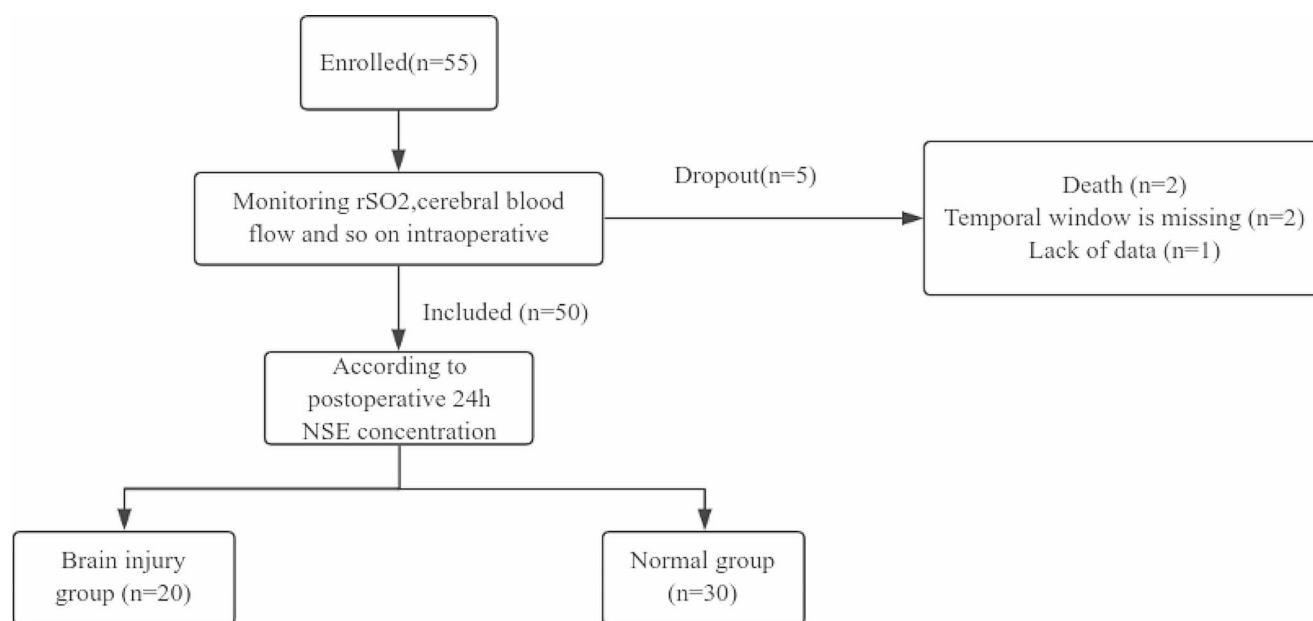 Enrolled(n=55)
Monitoring rSO2,cerebral blood
flow and so on intraoperative
Dropout(n=5)
Death (n=2)
Temporal window is missing (n=2)
Lack of data (n=1)
Included (n=50)
According to
postoperative 24h
NSE concentration
Brain injury
group (n=20)
Normal group
(n=30)